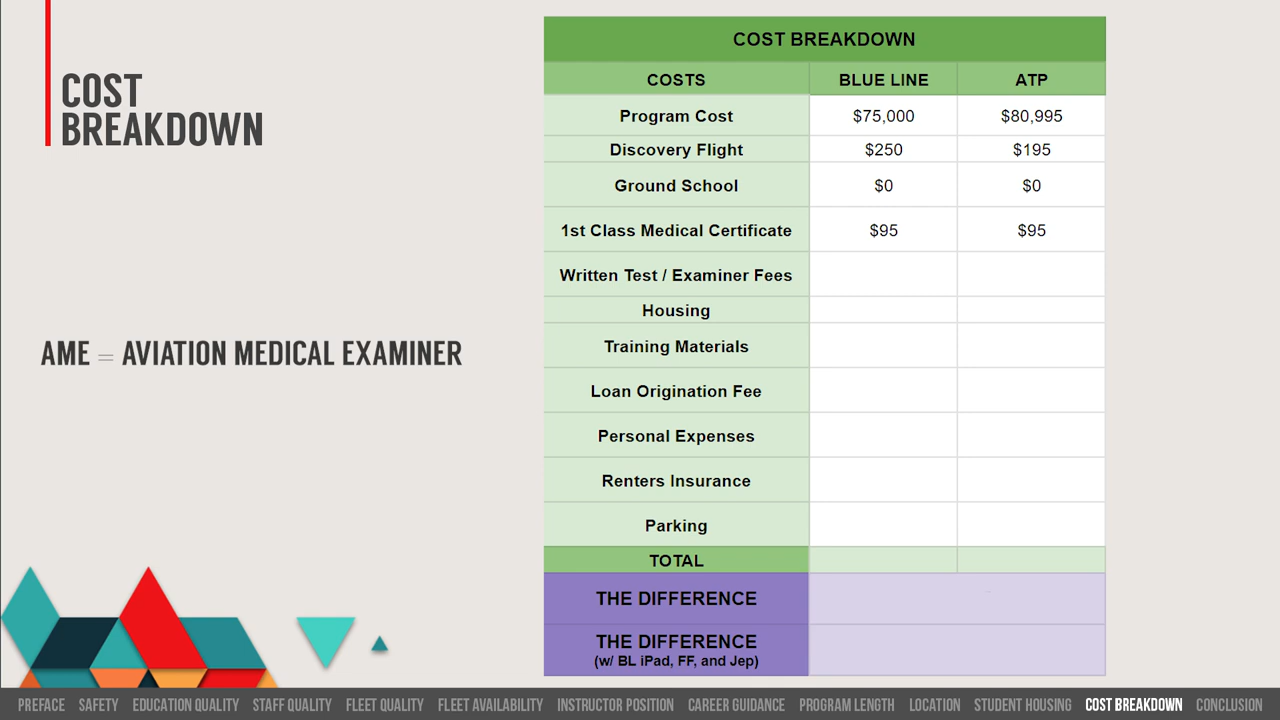 COST
BREAKDOWN
AME = AVIATION MEDICAL EXAMINER
COST BREAKDOWN
COSTS BLUE LINE ATP
Program Cost $75,000 $80,995
Discovery Flight $250 $195
Ground School $0 $0
1st Class Medical Certificate $95 $95
Written Test / Examiner Fees
Housing
Training Materials
Loan Origination Fee
Personal Expenses
Renters Insurance
Parking
TOTAL
THE DIFFERENCE
THE DIFFERENCE
(w/ BL iPad, FF, and Jep)
PREFACE SAFETY EDUCATION QUALITY STAFF QUALITY FLEET QUALITY FLEET AVAILABILITY INSTRUCTOR POSITION CAREER GUIDANCE PROGRAM LENGTH LOCATION STUDENT HOUSING COST BREAKDOWN CONCLUSION